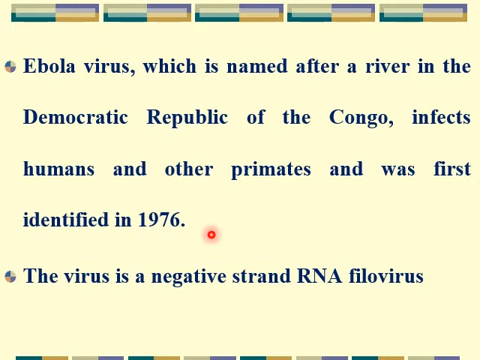 Ebola virus, which is named after a river in the
Democratic Republic of the Congo, infects
humans and other primates and was first
identified in 1976.
The virus is a negative strand RNA filovirus